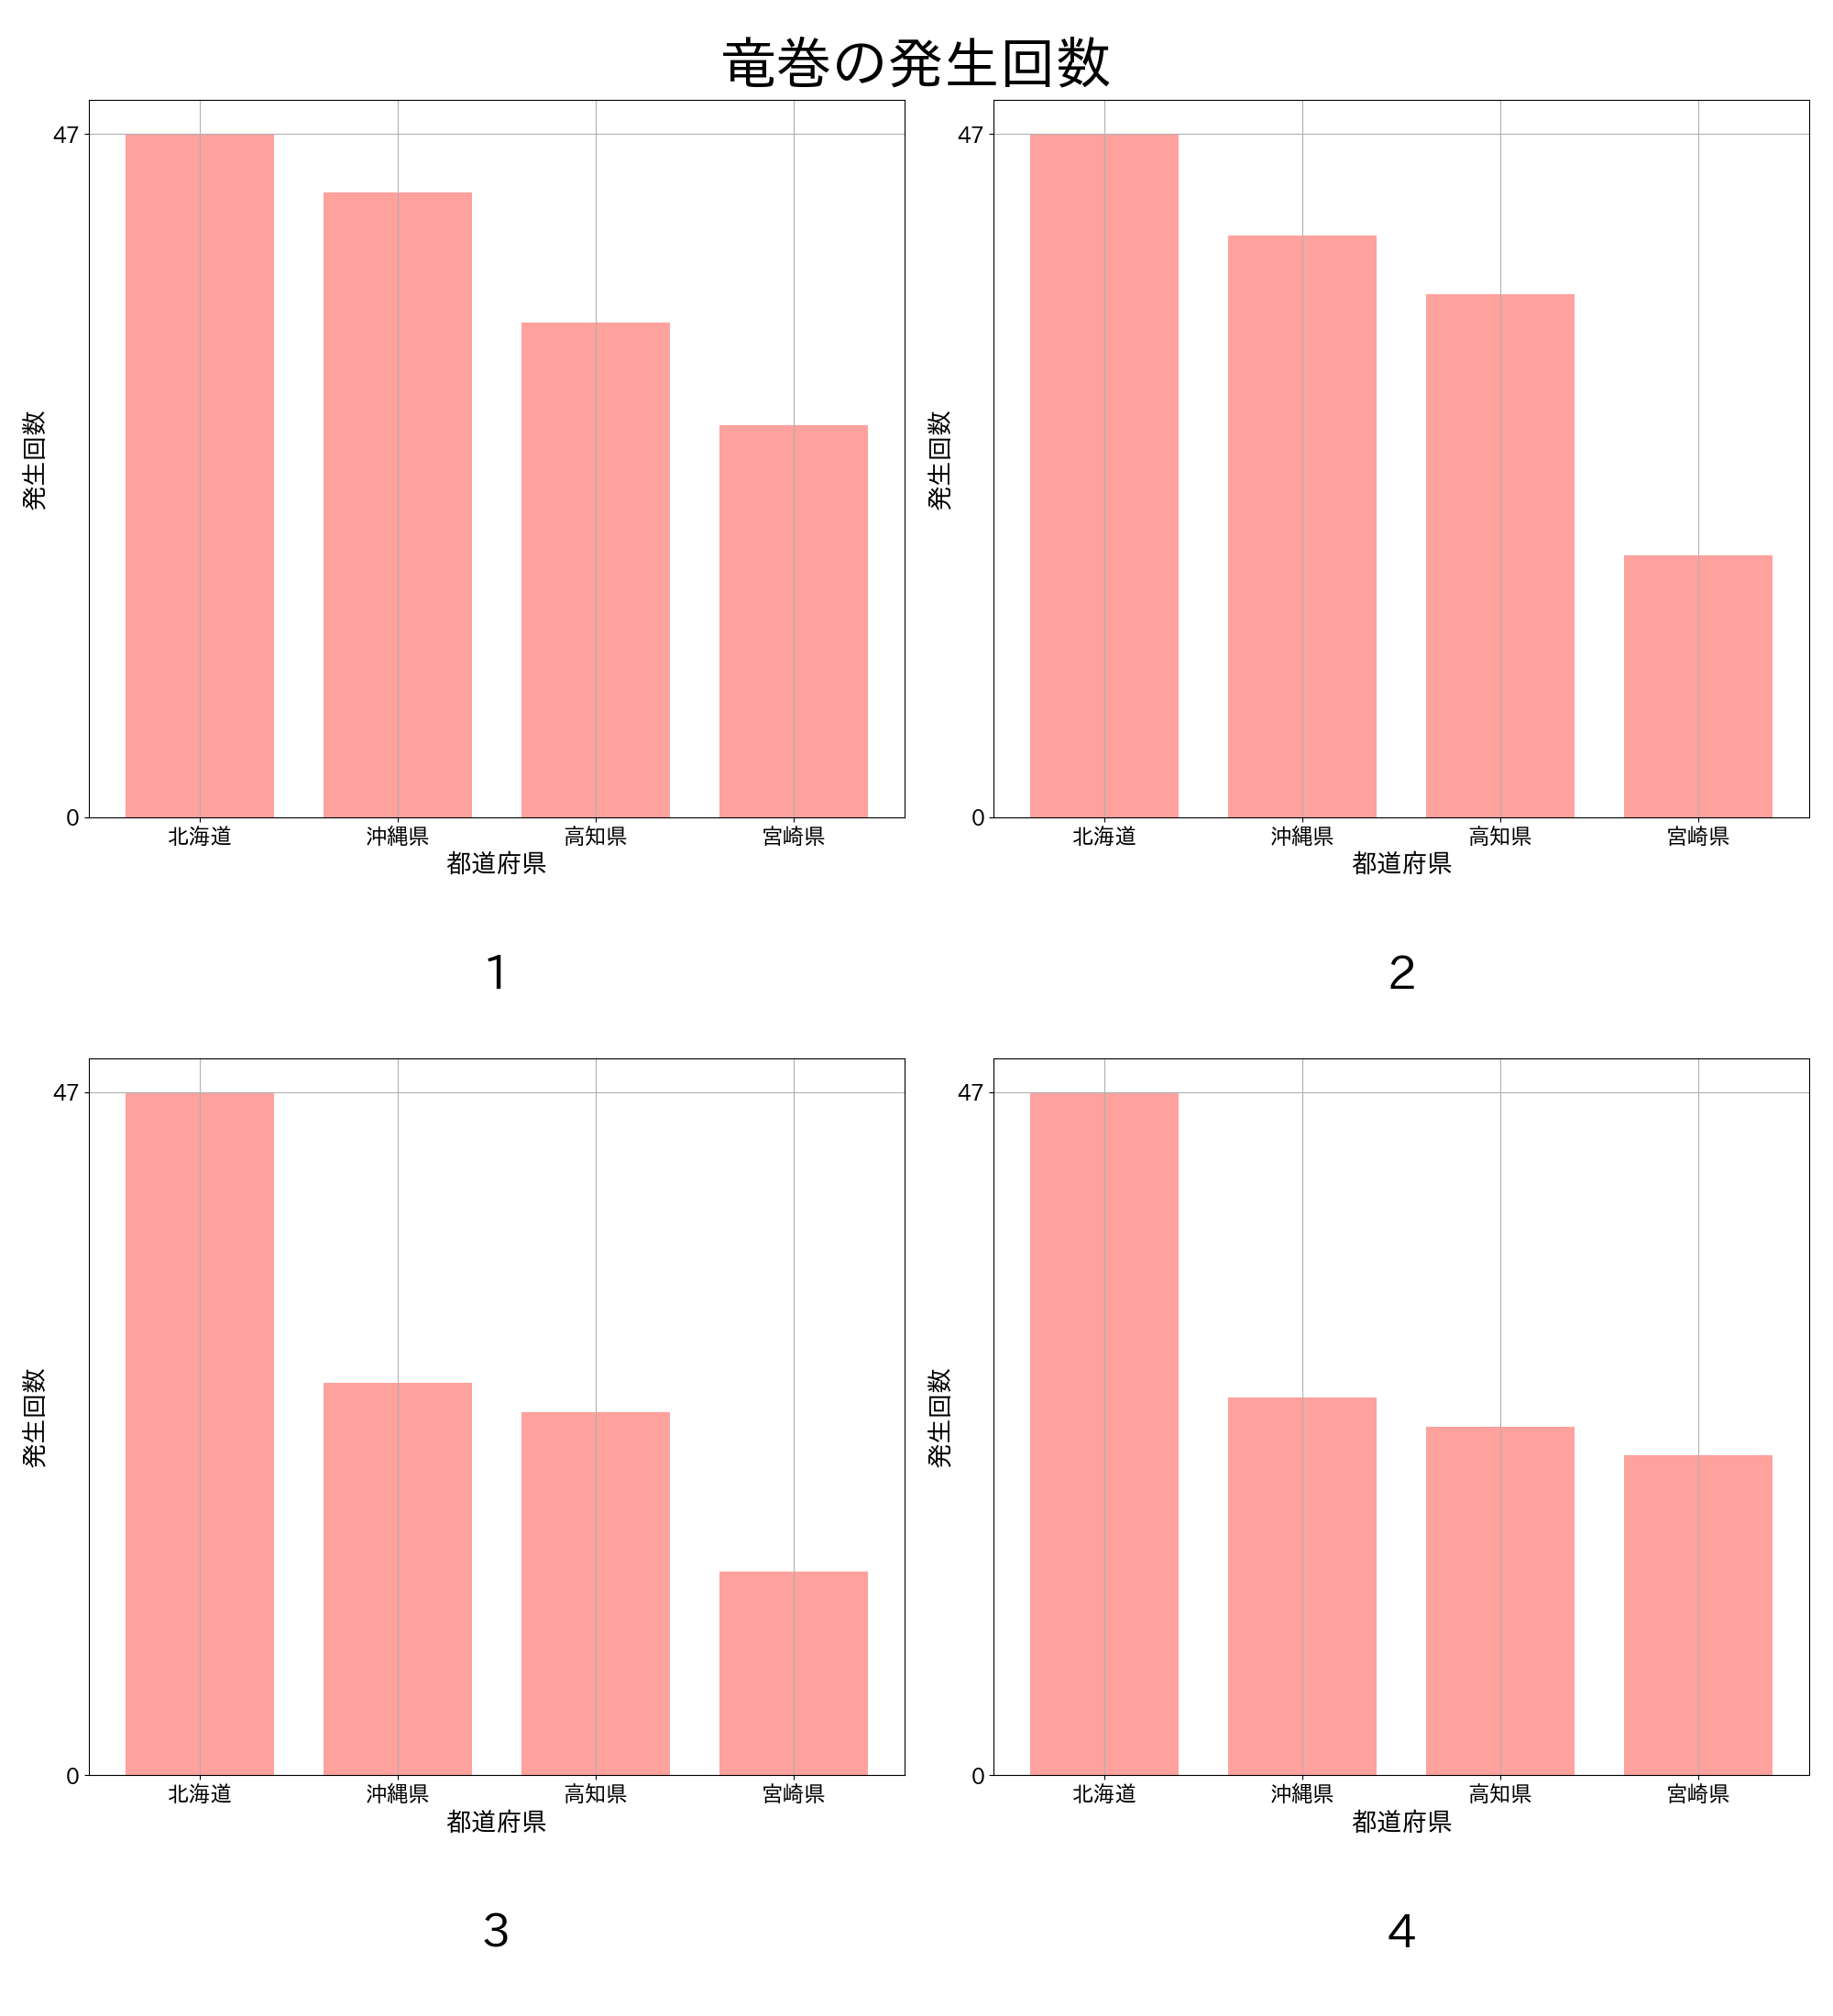 竜巻の発生回数
47
0
発生回数
北海道 沖縄県 高知県 宮崎県
都道府県
1
47
0
発生回数
北海道 沖縄県 高知県 宮崎県
都道府県
2
47
0
発生回数
北海道 沖縄県 高知県 宮崎県
都道府県
3
47
0
発生回数
北海道 沖縄県 高知県 宮崎県
都道府県
4